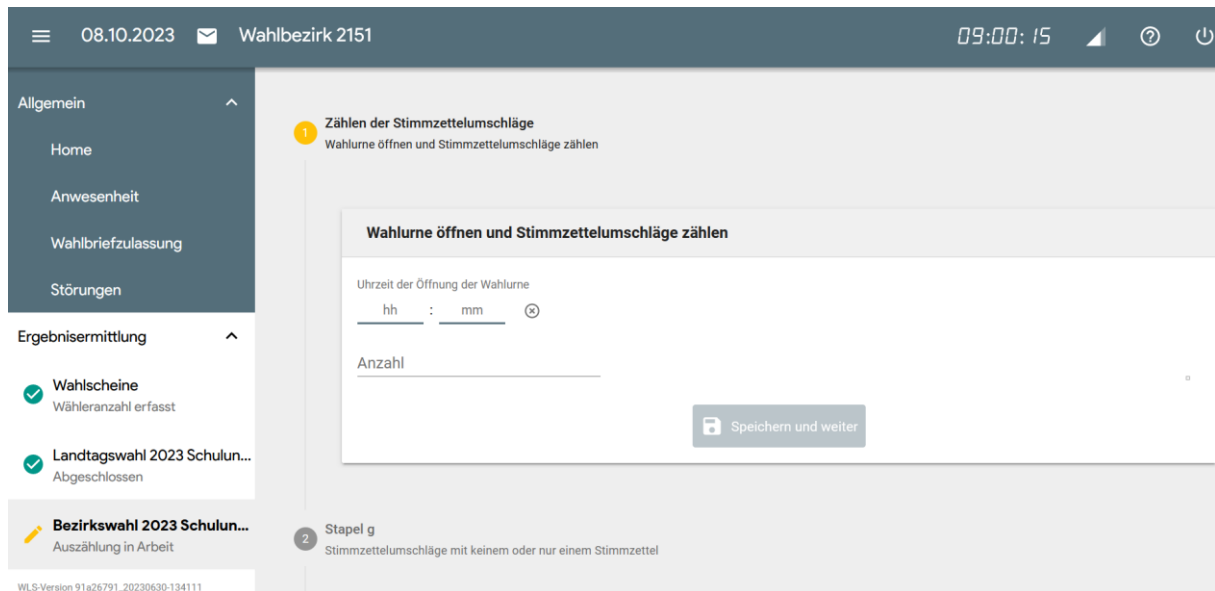 08.10.2023 Wahlbezirk 2151 09:00:15
Allgemein
Home
Anwesenheit
Wahlbriefzulassung
Störungen
Ergebnisermittlung
Wahlscheine
Wähleranzahl erfasst
Landtagswahl 2023 Schulun...
Abgeschlossen
Bezirkswahl 2023 Schulun...
Auszählung in Arbeit
WLS-Version 91a26791_20230630-134111
1 Zählen der Stimmzettelumschläge
Wahlurne öffnen und Stimmzettelumschläge zählen
Wahlurne öffnen und Stimmzettelumschläge zählen
Uhrzeit der Öffnung der Wahlurne
hh : mm
Anzahl
Speichern und weiter
2 Stapel g
Stimmzettelumschläge mit keinem oder nur einem Stimmzettel